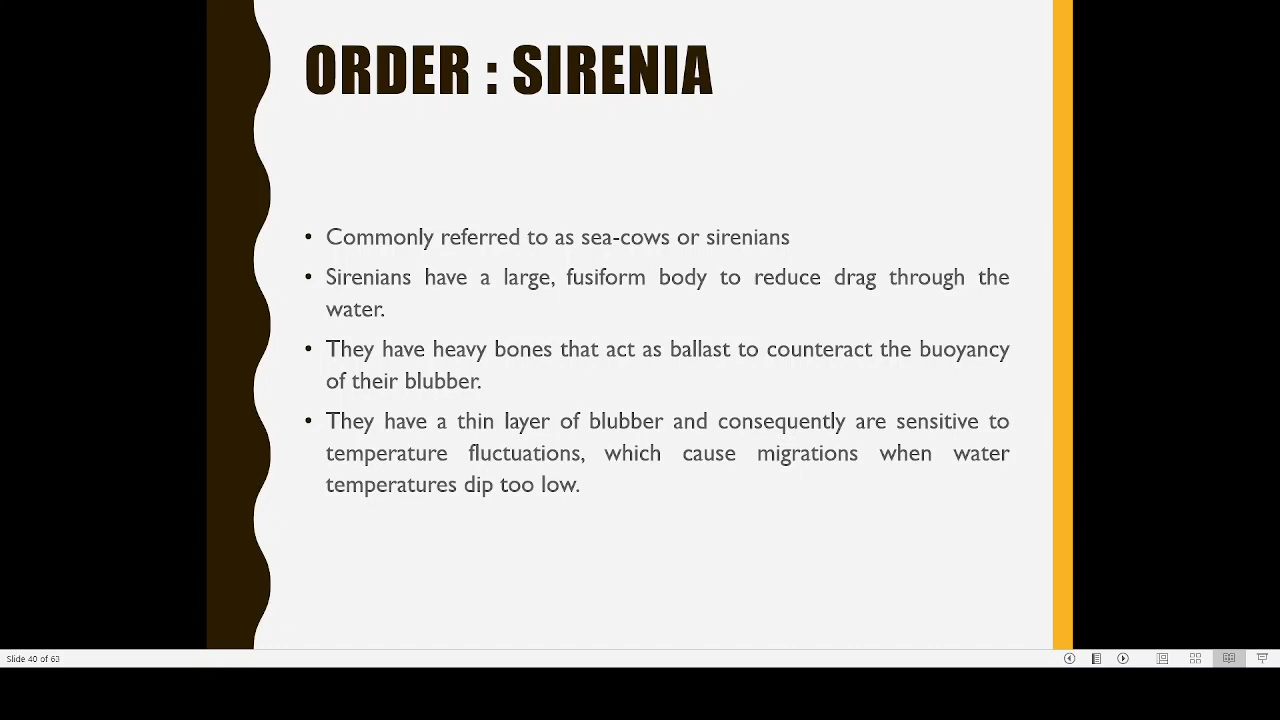 ORDER : SIRENIA
• Commonly referred to as sea-cows or sirenians
• Sirenians have a large, fusiform body to reduce drag through the
water.
• They have heavy bones that act as ballast to counteract the buoyancy
of their blubber.
• They have a thin layer of blubber and consequently are sensitive to
temperature fluctuations, which cause migrations when water
temperatures dip too low.
Slide 40 of 63